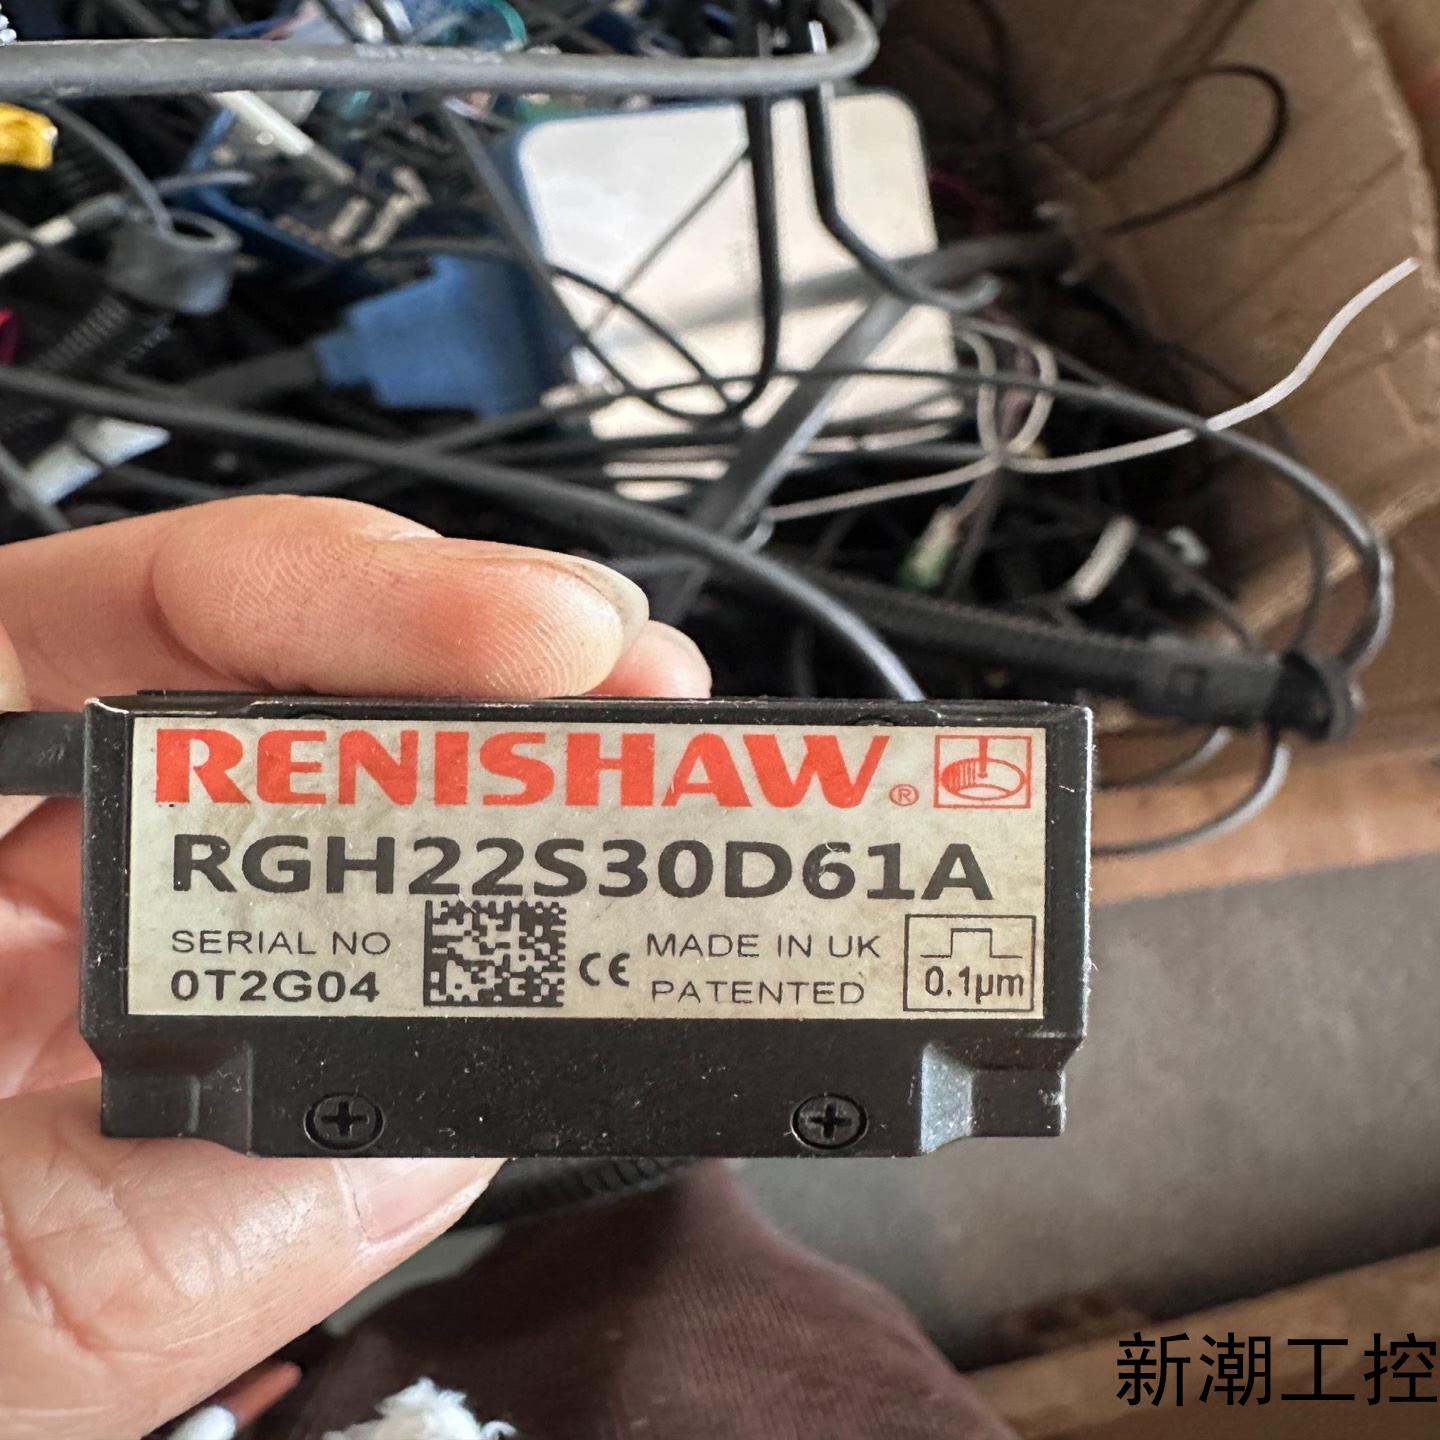 RENISHAW®
RGH22S30D61A
SERIAL NO
0T2G04
CE
MADE IN UK
PATENTED
0.1µm
新潮工控